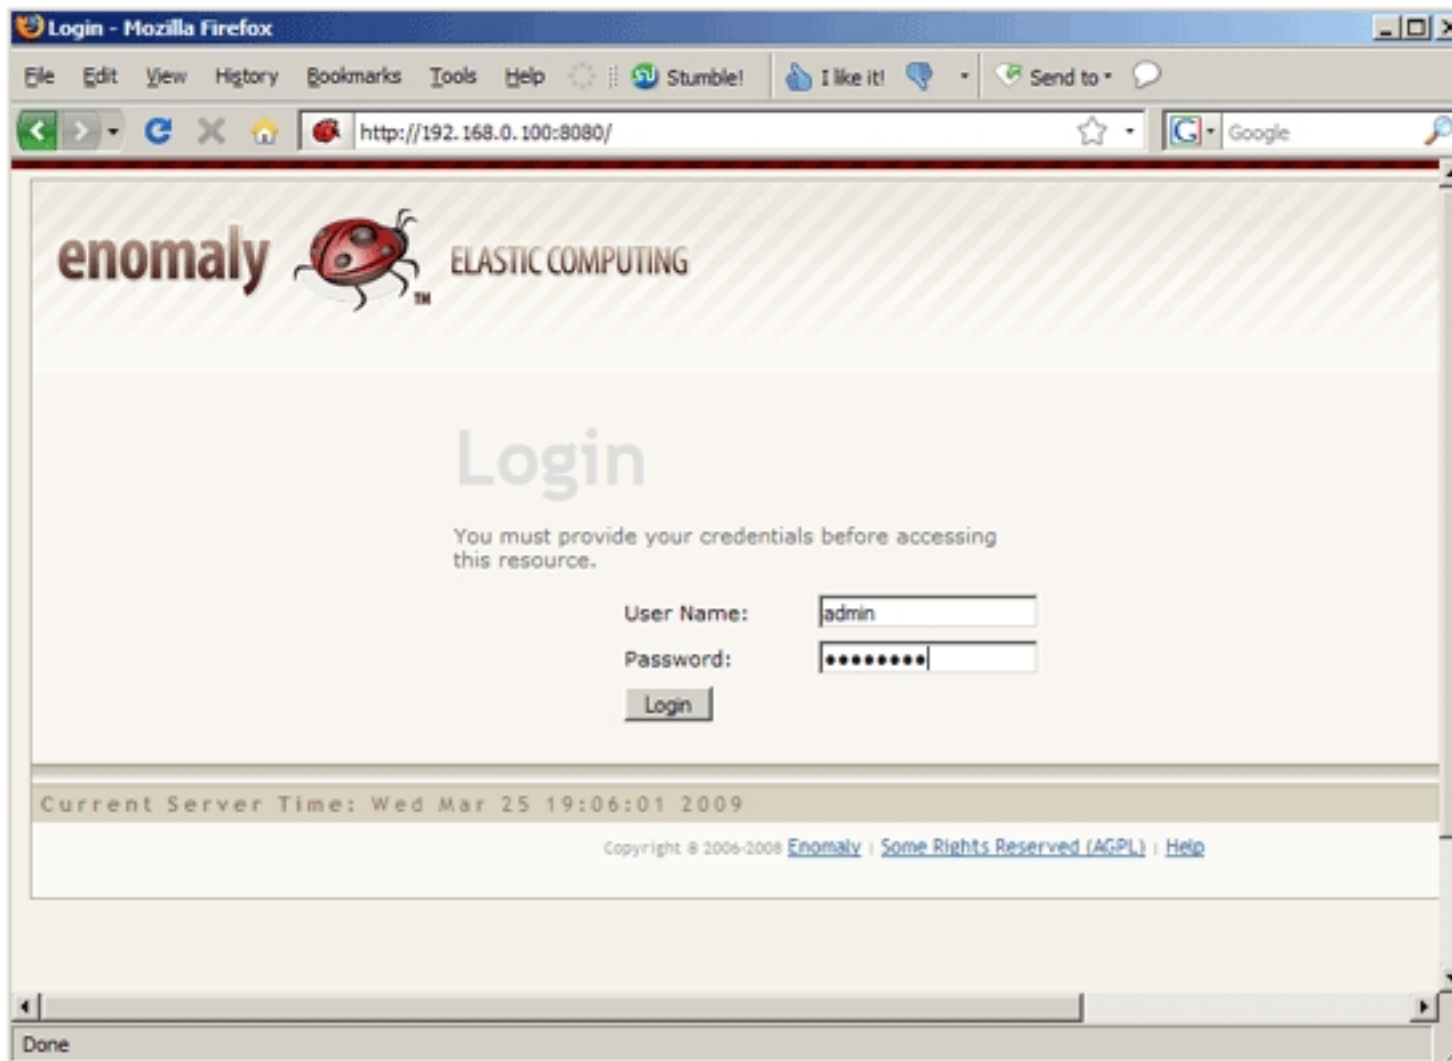 Login - Mozilla Firefox
File Edit View History Bookmarks Tools Help Stumble! I like it! Send to
http://192.168.0.100:8080/ G Google
enomaly TM ELASTIC COMPUTING
Login
You must provide your credentials before accessing
this resource.
User Name: admin
Password: ••••••••
Login
Current Server Time: Wed Mar 25 19:06:01 2009
Copyright © 2006-2008 Enomaly | Some Rights Reserved (AGPL) | Help
Done